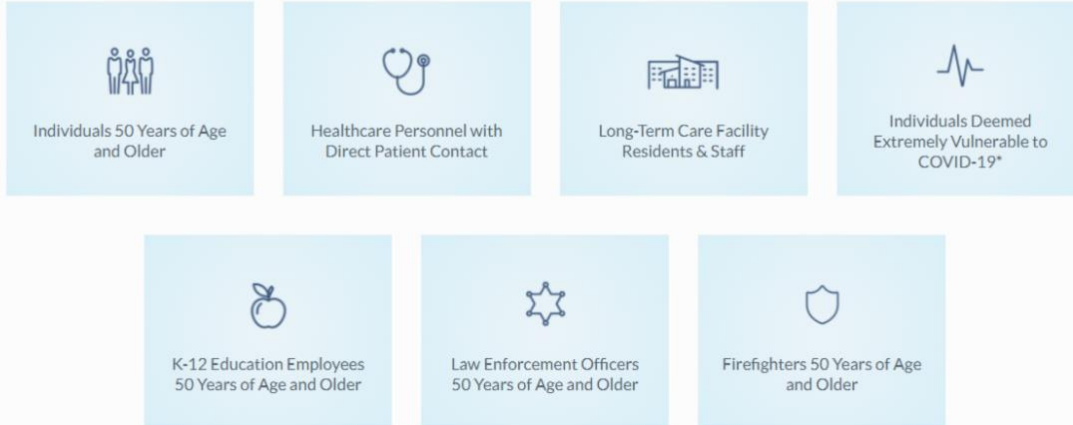 Individuals 50 Years of Age
and Older
Healthcare Personnel with
Direct Patient Contact
Long-Term Care Facility
Residents & Staff
Individuals Deemed
Extremely Vulnerable to
COVID-19*
K-12 Education Employees
50 Years of Age and Older
Law Enforcement Officers
50 Years of Age and Older
Firefighters 50 Years of Age
and Older